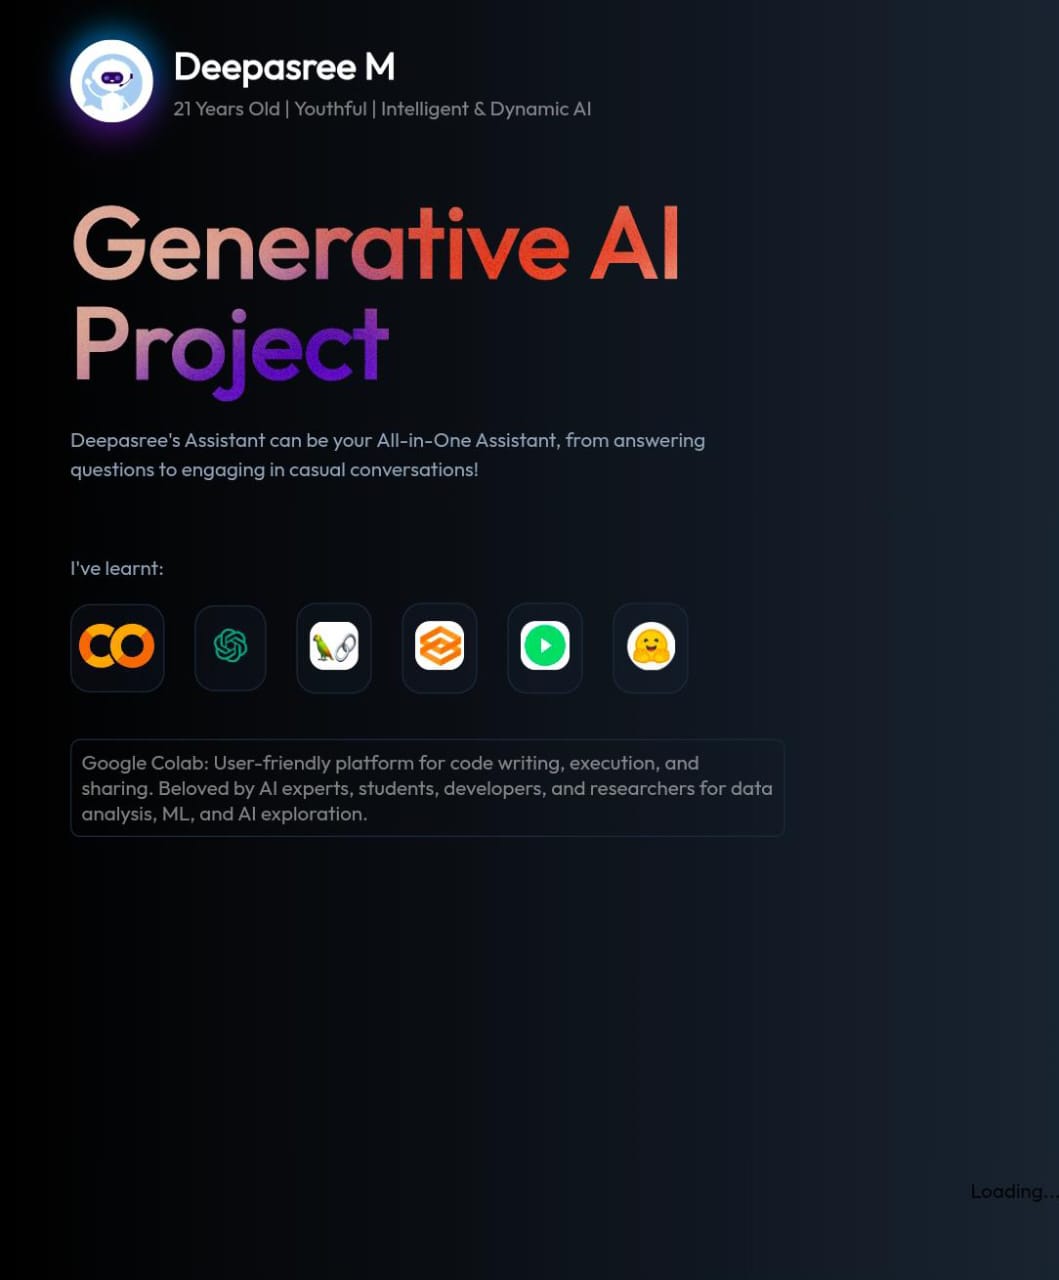 Deepasree M
21 Years Old | Youthful | Intelligent & Dynamic AI
Generative AI
Project
Deepasree's Assistant can be your All-in-One Assistant, from answering
questions to engaging in casual conversations!
I've learnt:
Google Colab: User-friendly platform for code writing, execution, and
sharing. Beloved by AI experts, students, developers, and researchers for data
analysis, ML, and AI exploration.
Loading...